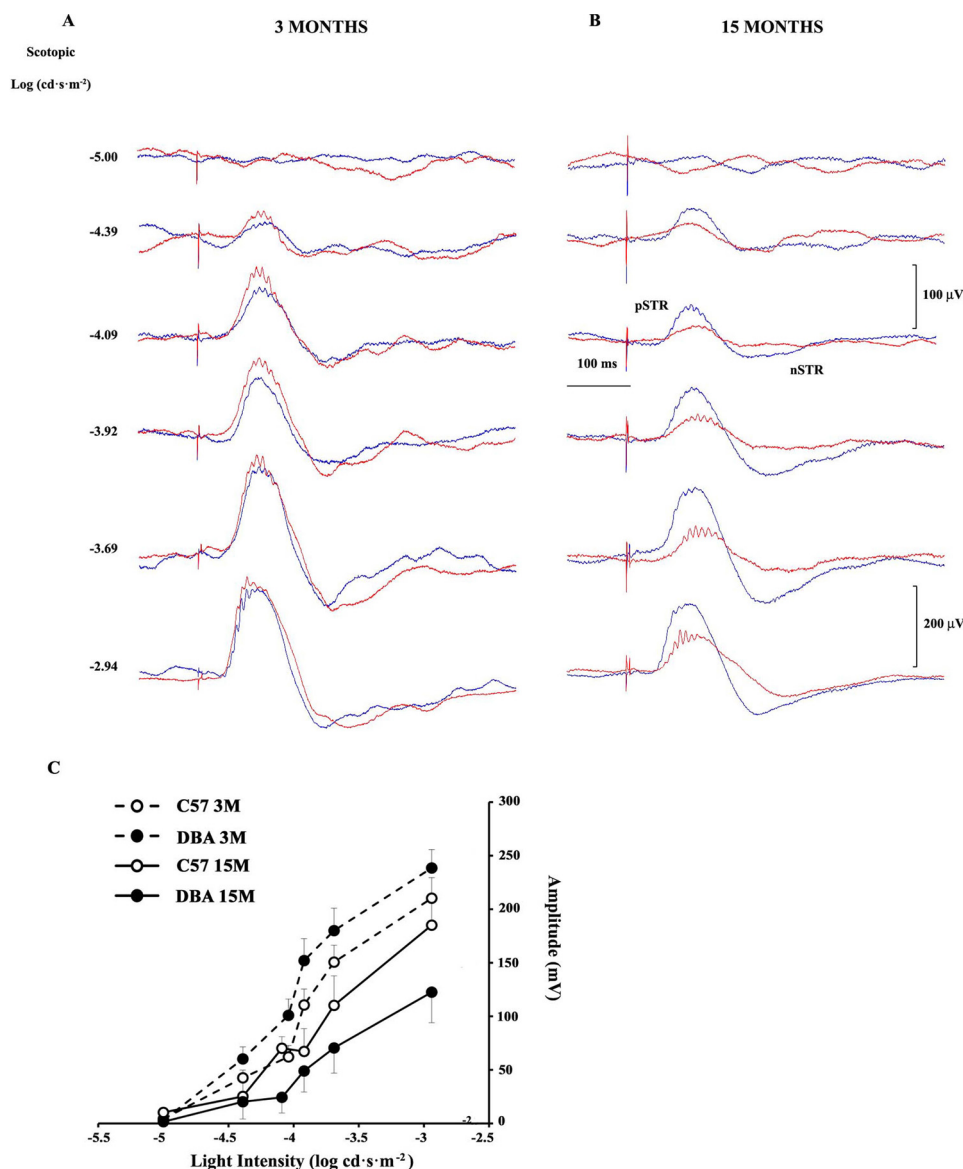 A
3 MONTHS
B
15 MONTHS
Scotopic
Log (cd·s·m⁻²)
-5.00
-4.39
-4.09
-3.92
-3.69
-2.94
pSTR
nSTR
100 ms
100 µV
200 µV
C
C57 3M
DBA 3M
C57 15M
DBA 15M
300
250
200
150
100
50
0
Amplitude (mV)
-2
-5.5
-5
-4.5
-4
-3.5
-3
-2.5
Light Intensity (log cd·s·m⁻²)